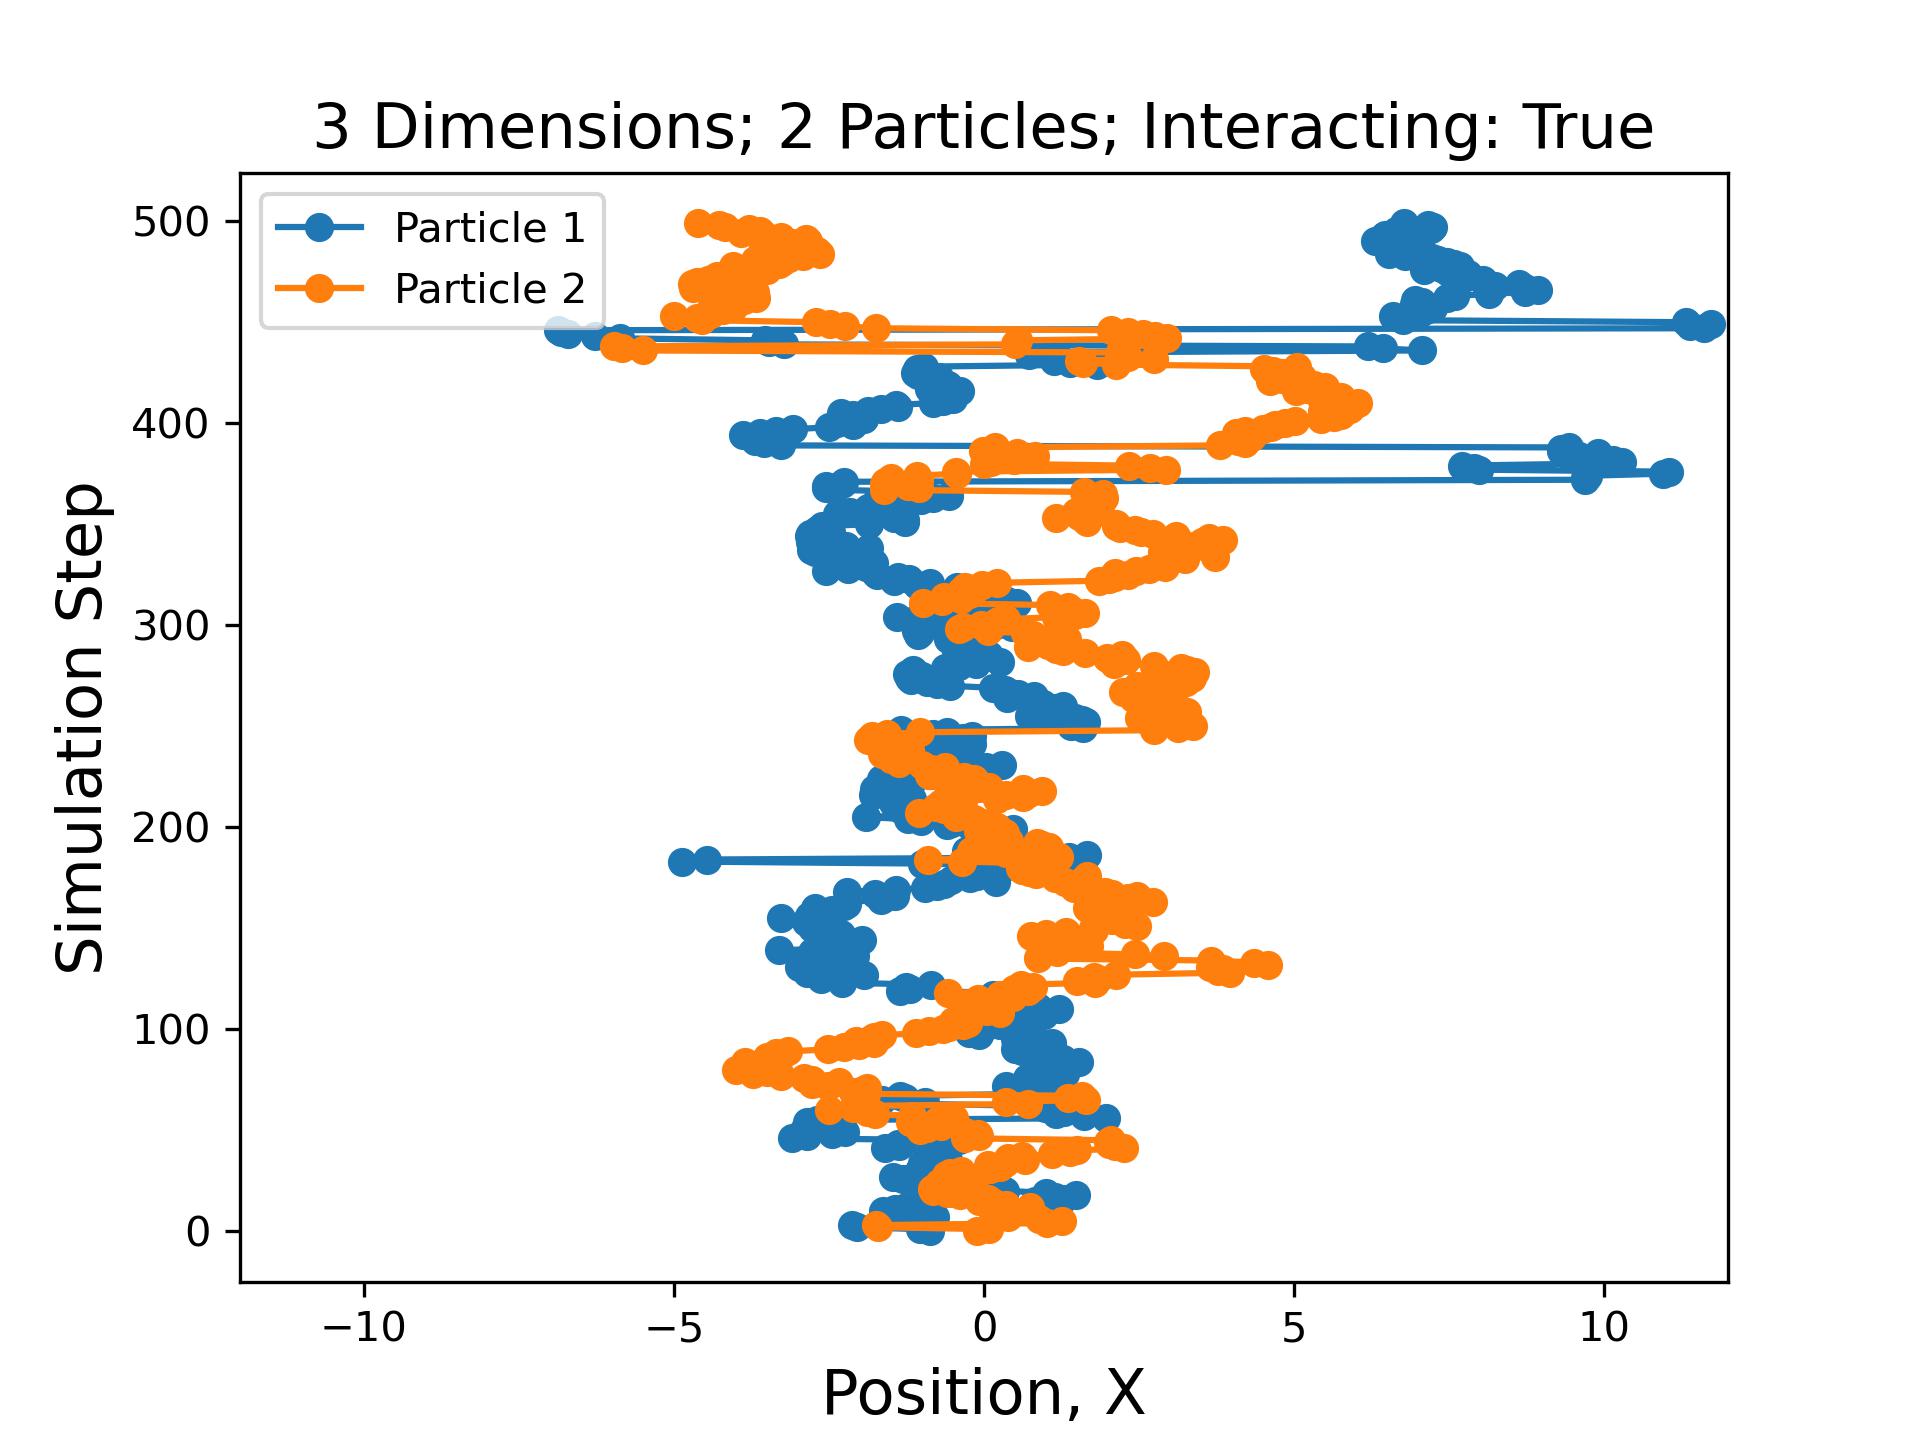 3 Dimensions; 2 Particles; Interacting: True
Particle 1
Particle 2
500
400
300
200
100
0
Simulation Step
−10 −5 0 5 10
Position, X